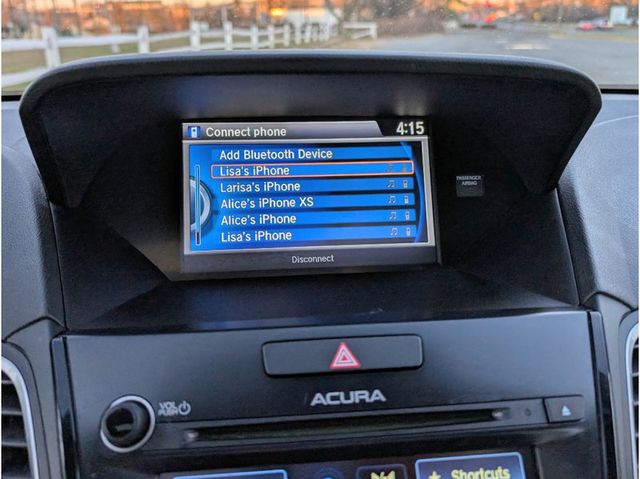 Connect phone 4:15
Add Bluetooth Device
Lisa's iPhone
Larisa's iPhone
Alice's iPhone XS
Alice's iPhone
Lisa's iPhone
Disconnect
PASSENGER
AIRBAG
ACURA
VOL
PUSH
Shortcuts